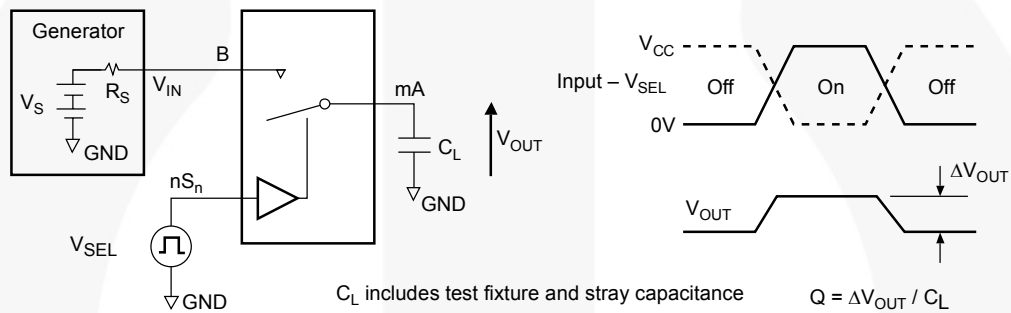 Generator
V_S
R_S
V_IN
GND
B
mA
C_L
V_OUT
GND
nS_n
V_SEL
GND
C_L includes test fixture and stray capacitance
V_CC
Input – V_SEL
Off
On
Off
0V
ΔV_OUT
V_OUT
Q = ΔV_OUT / C_L